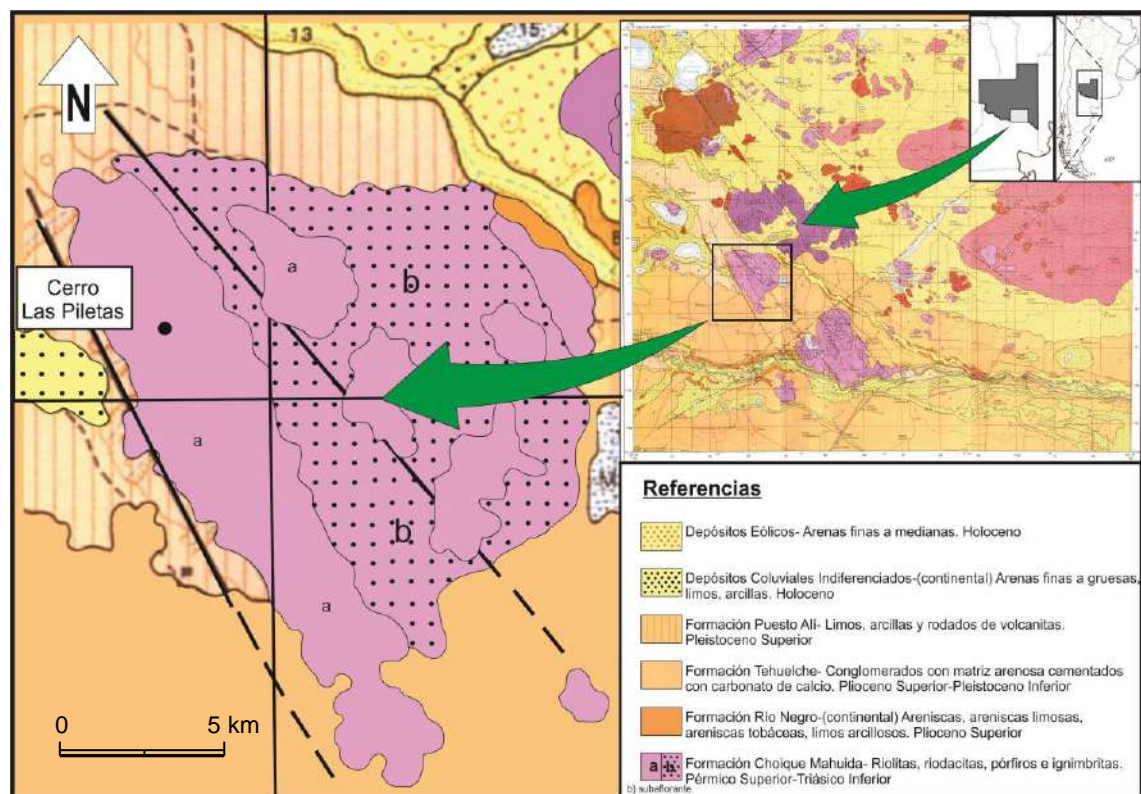 13
15
N
a
b
8
Cerro
Las Piletas
a
b
a
0
5 km
Referencias
Depósitos Eólicos- Arenas finas a medianas. Holoceno
Depósitos Coluviales Indiferenciados-(continental) Arenas finas a gruesas,
limos, arcillas. Holoceno
Formación Puesto Alí- Limos, arcillas y rodados de volcanitas.
Pleistoceno Superior
Formación Tehuelche- Conglomerados con matriz arenosa cementados
con carbonato de calcio. Plioceno Superior-Pleistoceno Inferior
Formación Río Negro-(continental) Areniscas, areniscas limosas,
areniscas tobáceas, limos arcillosos. Plioceno Superior
a b
Formación Choique Mahuida- Riolitas, riodacitas, pórfiros e ignimbritas.
Pérmico Superior-Triásico Inferior
b) subaflorante